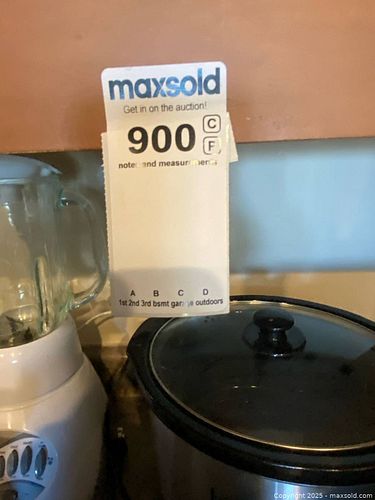 maxsold
Get in on the auction!
900 C
F
notes and measurements
A B C D
1st 2nd 3rd bsmt garage outdoors
Copyright 2025 - maxsold.com